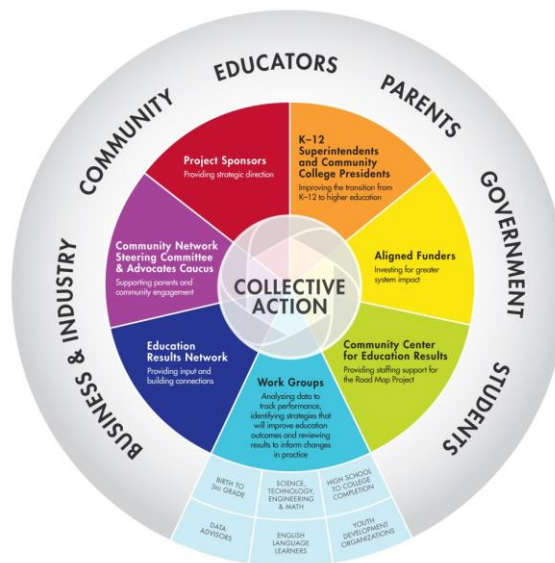 EDUCATORS
PARENTS
GOVERNMENT
STUDENTS
BUSINESS & INDUSTRY
COMMUNITY
Project Sponsors
Providing strategic direction
K–12
Superintendents
and Community
College Presidents
Improving the transition from
K–12 to higher education
Aligned Funders
Investing for greater
system impact
Community Center
for Education Results
Providing staffing support for
the Road Map Project
Work Groups
Analyzing data to
track performance,
identifying strategies that
will improve education
outcomes and reviewing
results to inform changes
in practice
Education
Results Network
Providing input and
building connections
Community Network
Steering Committee
& Advocates Caucus
Supporting parents and
community engagement
COLLECTIVE
ACTION
BIRTH TO
3RD GRADE
SCIENCE,
TECHNOLOGY,
ENGINEERING
& MATH
HIGH SCHOOL
TO COLLEGE
COMPLETION
DATA
ADVISORS
ENGLISH
LANGUAGE
LEARNERS
YOUTH
DEVELOPMENT
ORGANIZATIONS